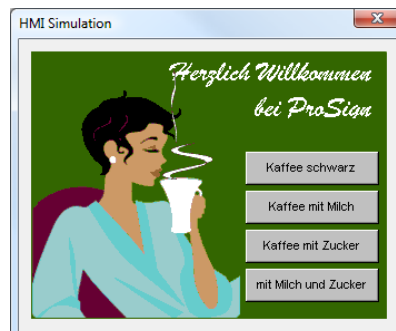 HMI Simulation
Herzlich Willkommen
bei ProSign
Kaffee schwarz
Kaffee mit Milch
Kaffee mit Zucker
mit Milch und Zucker